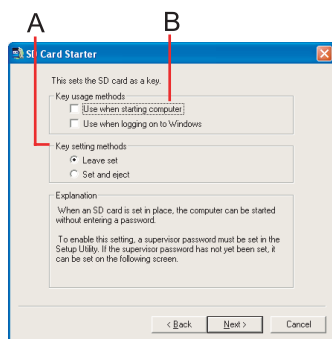 A
B
SD Card Starter
This sets the SD card as a key.
Key usage methods
Use when starting computer
Use when logging on to Windows
Key setting methods
Leave set
Set and eject
Explanation
When an SD card is set in place, the computer can be started
without entering a password.
To enable this setting, a supervisor password must be set in the
Setup Utility. If the supervisor password has not yet been set, it
can be set on the following screen.
< Back
Next >
Cancel